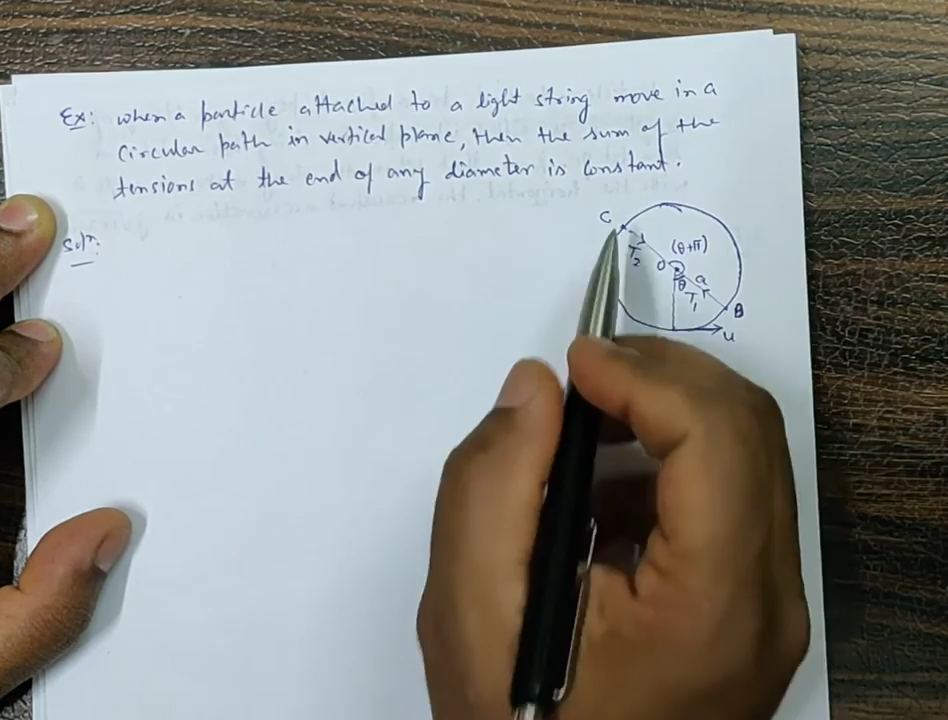 Ex: when a particle attached to a light string move in a
circular path in vertical plane, then the sum of the
tensions at the end of any diameter is constant.
Soln:
C
(θ+π)
T2
O
θ
a
T1
B
u